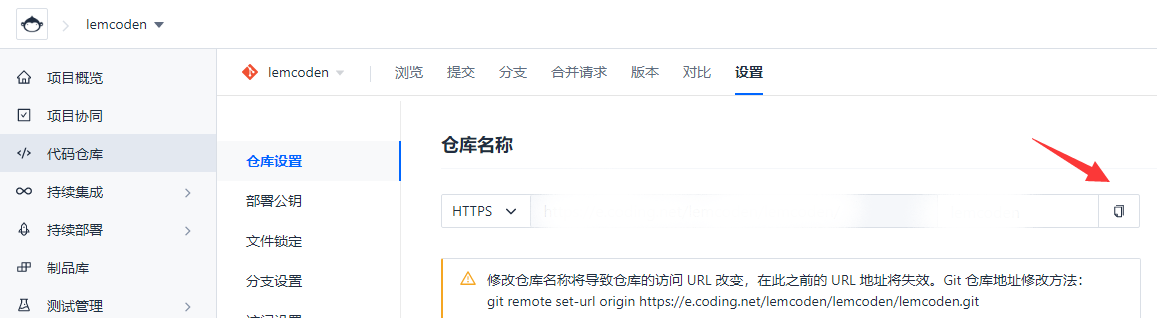 lemcoden
项目概览
项目协同
代码仓库
持续集成
持续部署
制品库
测试管理
lemcoden
浏览 提交 分支 合并请求 版本 对比 设置
仓库设置
部署公钥
文件锁定
分支设置
仓库名称
HTTPS
修改仓库名称将导致仓库的访问 URL 改变，在此之前的 URL 地址将失效。Git 仓库地址修改方法：
git remote set-url origin https://e.coding.net/lemcoden/lemcoden/lemcoden.git